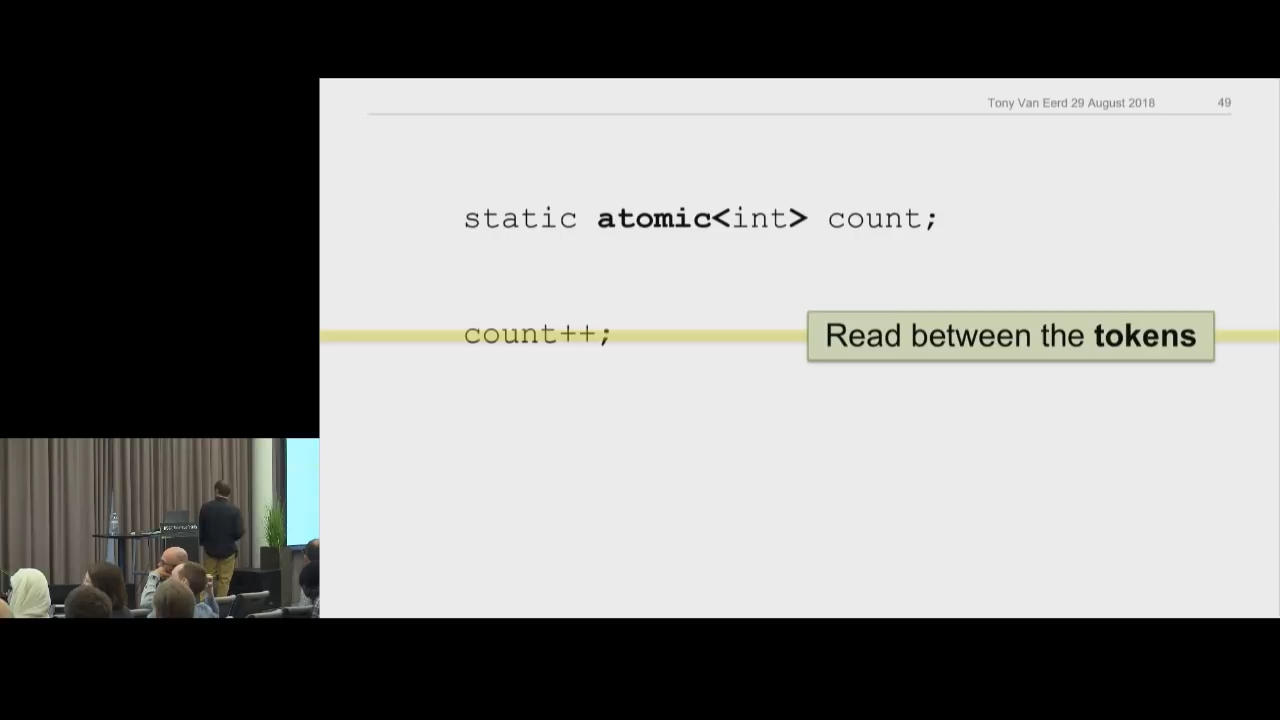 Tony Van Eerd 29 August 2018 49
static atomic<int> count;
count++;
Read between the tokens